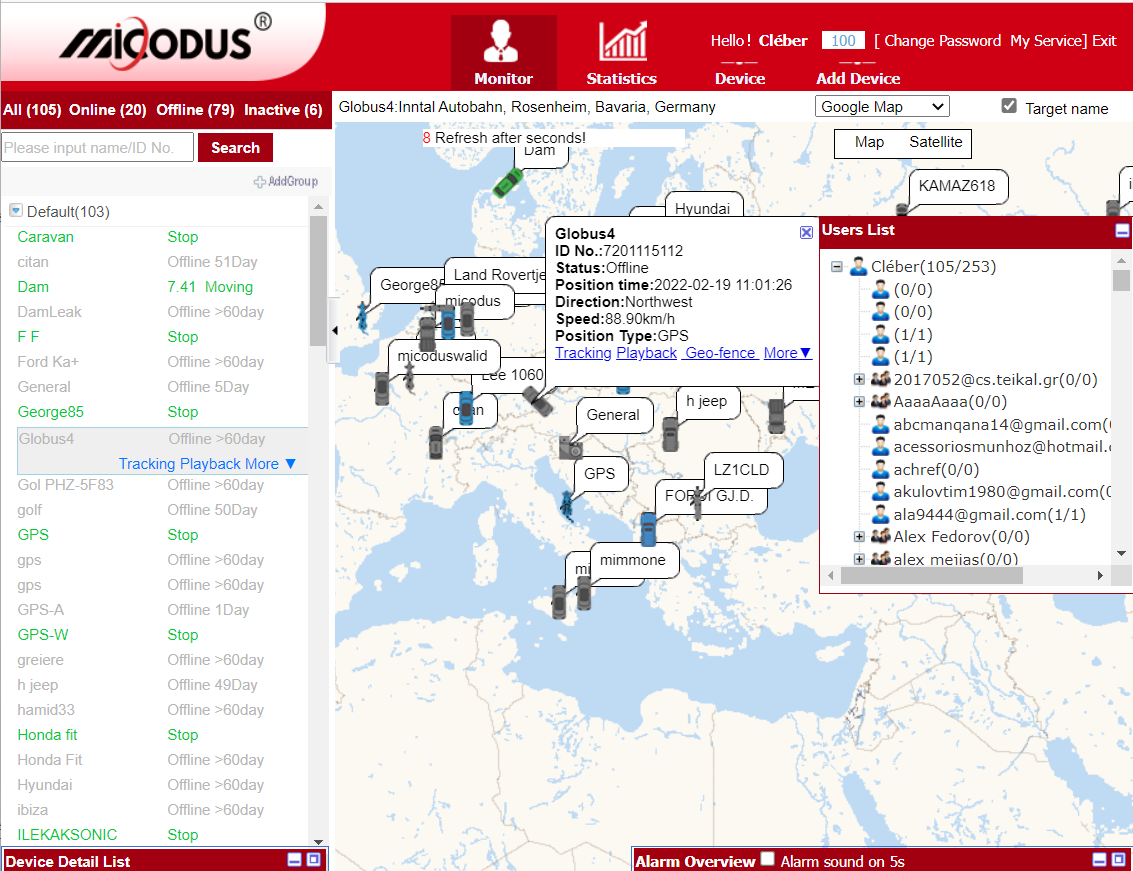 MiCODUS®
Monitor
Statistics
Hello! Cléber 100 [ Change Password My Service] Exit
Device
Add Device
All (105) Online (20) Offline (79) Inactive (6)
Globus4:Inntal Autobahn, Rosenheim, Bavaria, Germany
Google Map
Target name
Please input name/ID No.
Search
AddGroup
Default(103)
Caravan Stop
citan Offline 51Day
Dam 7.41 Moving
DamLeak Offline >60day
F F Stop
Ford Ka+ Offline >60day
General Offline 5Day
George85 Stop
Globus4 Offline >60day
Tracking Playback More ▼
Gol PHZ-5F83 Offline >60day
golf Offline 50Day
GPS Stop
gps Offline >60day
gps Offline >60day
GPS-A Offline 1Day
GPS-W Stop
greiere Offline >60day
h jeep Offline 49Day
hamid33 Offline >60day
Honda fit Stop
Honda Fit Offline >60day
Hyundai Offline >60day
ibiza Offline >60day
ILEKAKSONIC Stop
Device Detail List
8 Refresh after seconds!
Map Satellite
Dam
KAMAZ618
Hyundai
Land Rovertje
George85
micodus
micoduswalid
Lee 1060
General
h jeep
GPS
LZ1CLD
GJ.D.
mimmone
Globus4
ID No.:7201115112
Status:Offline
Position time:2022-02-19 11:01:26
Direction:Northwest
Speed:88.90km/h
Position Type:GPS
Tracking Playback Geo-fence More▼
Users List
Cléber(105/253)
(0/0)
(0/0)
(1/1)
(1/1)
2017052@cs.teikal.gr(0/0)
AaaaAaaa(0/0)
abcmanqana14@gmail.com(
acessoriosmunhoz@hotmail.c
achref(0/0)
akulovtim1980@gmail.com(0
ala9444@gmail.com(1/1)
Alex Fedorov(0/0)
alex mejias(0/0)
Alarm Overview Alarm sound on 5s